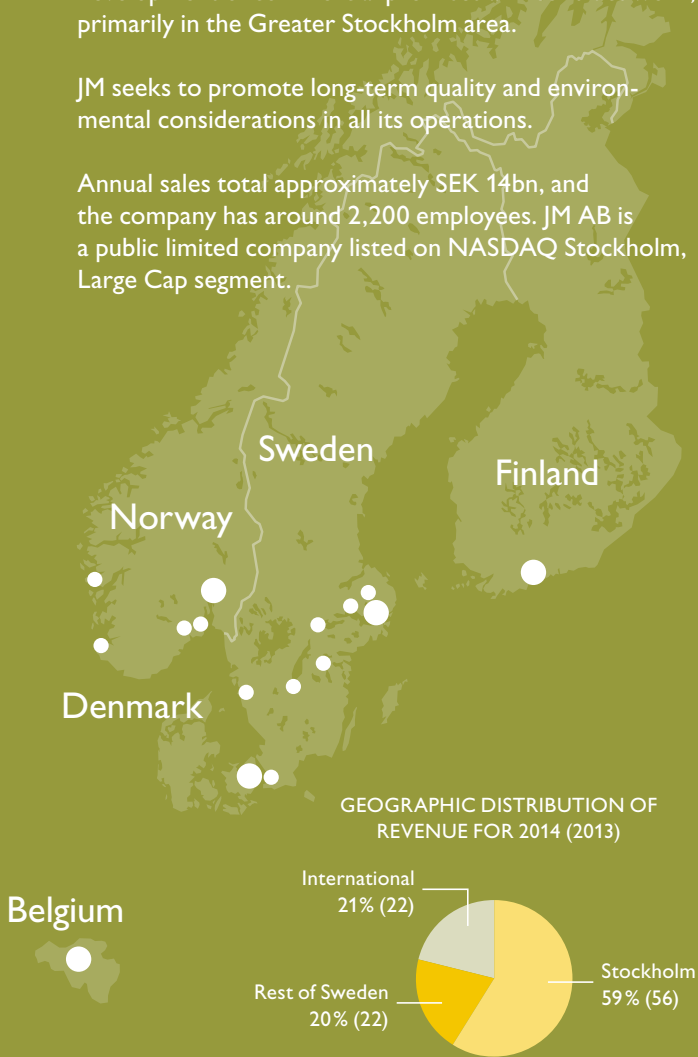 primarily in the Greater Stockholm area.
JM seeks to promote long-term quality and environ-
mental considerations in all its operations.
Annual sales total approximately SEK 14bn, and
the company has around 2,200 employees. JM AB is
a public limited company listed on NASDAQ Stockholm,
Large Cap segment.
Sweden
Finland
Norway
Denmark
GEOGRAPHIC DISTRIBUTION OF
REVENUE FOR 2014 (2013)
International
21% (22)
Belgium
Stockholm
59% (56)
Rest of Sweden
20% (22)